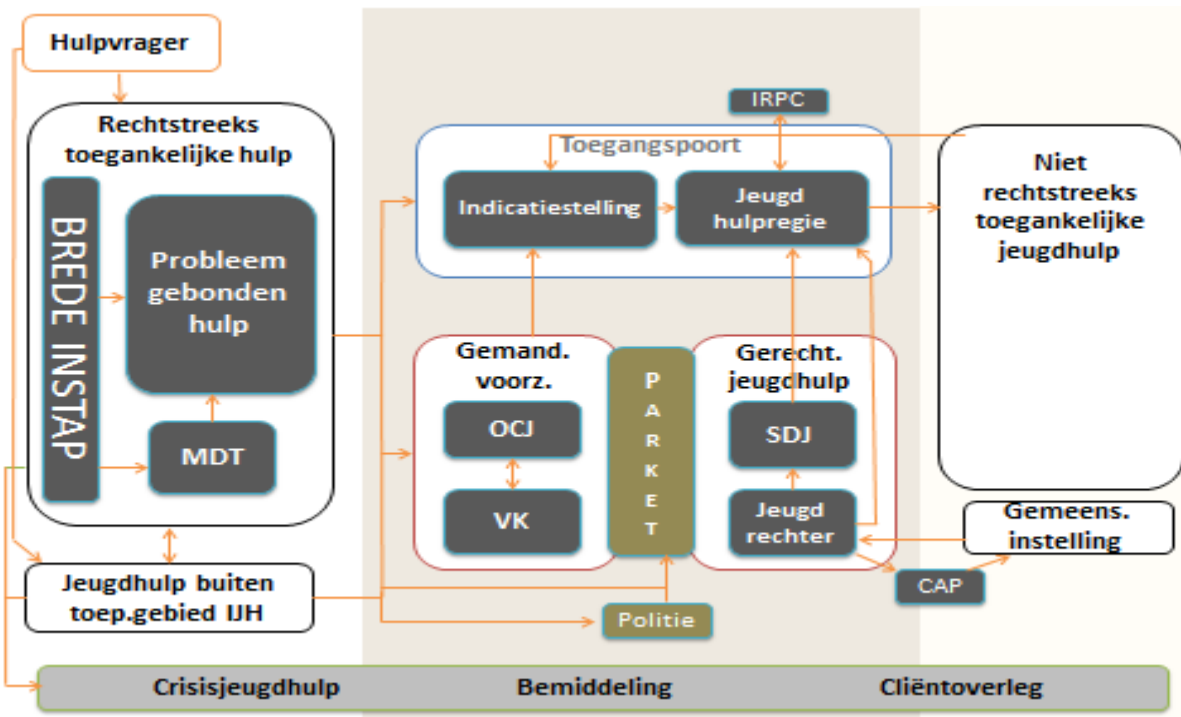 Hulpvrager
Rechtstreeks
toegankelijke hulp
BREDE INSTAP
Probleem
gebonden
hulp
MDT
Jeugdhulp buiten
toep.gebied IJH
IRPC
Toegangspoort
Indicatiestelling
Jeugd
hulpregie
Gemand.
voorz.
OCJ
VK
PARKET
Gerecht.
jeugdhulp
SDJ
Jeugd
rechter
Politie
Niet
rechtstreeks
toegankelijke
jeugdhulp
Gemeens.
instelling
CAP
Crisisjeugdhulp Bemiddeling Cliëntoverleg